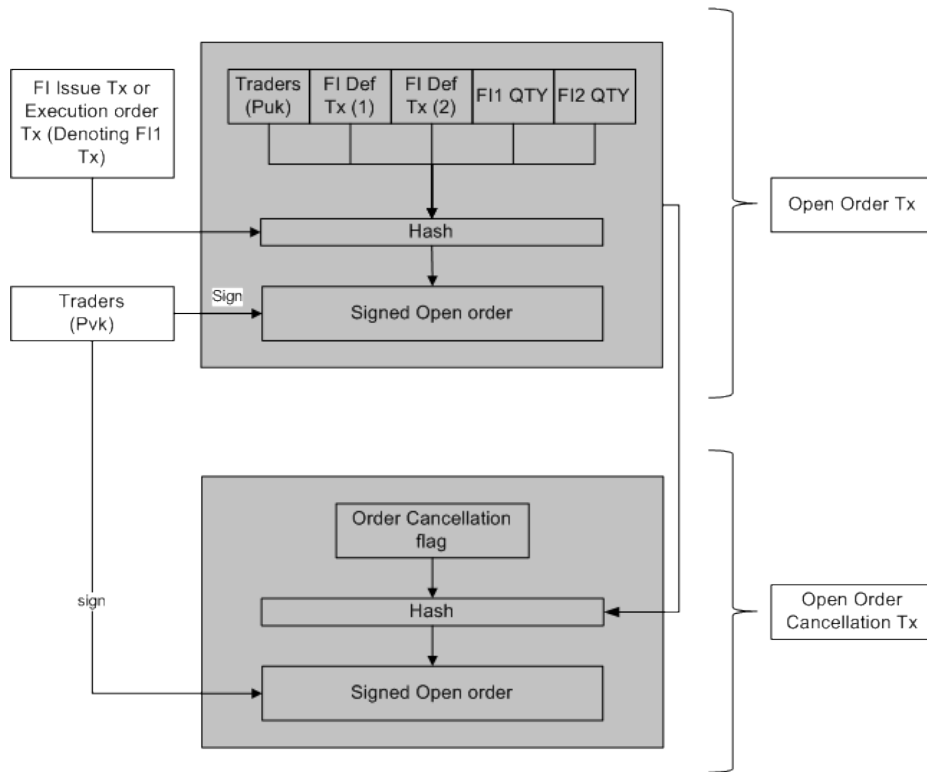 Traders
(Puk)
FI Def
Tx (1)
FI Def
Tx (2)
FI1 QTY
FI2 QTY
FI Issue Tx or
Execution order
Tx (Denoting FI1
Tx)
Open Order Tx
Hash
Traders
(Pvk)
Sign
Signed Open order
Order Cancellation
flag
sign
Hash
Open Order
Cancellation Tx
Signed Open order